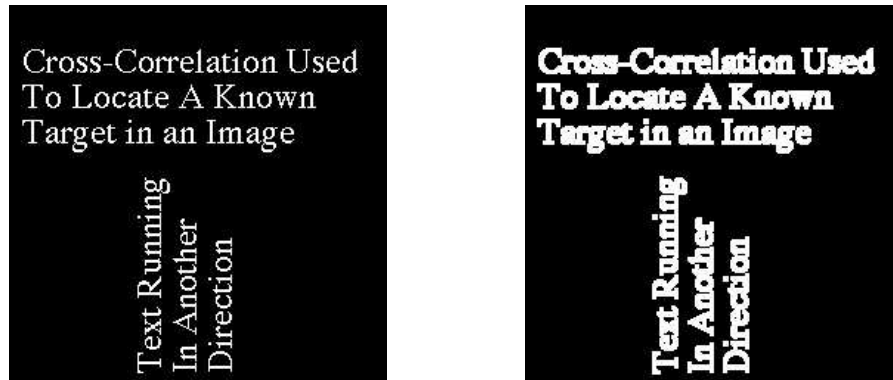 Cross-Correlation Used
To Locate A Known
Target in an Image
Text Running
In Another
Direction
Cross-Correlation Used
To Locate A Known
Target in an Image
Text Running
In Another
Direction